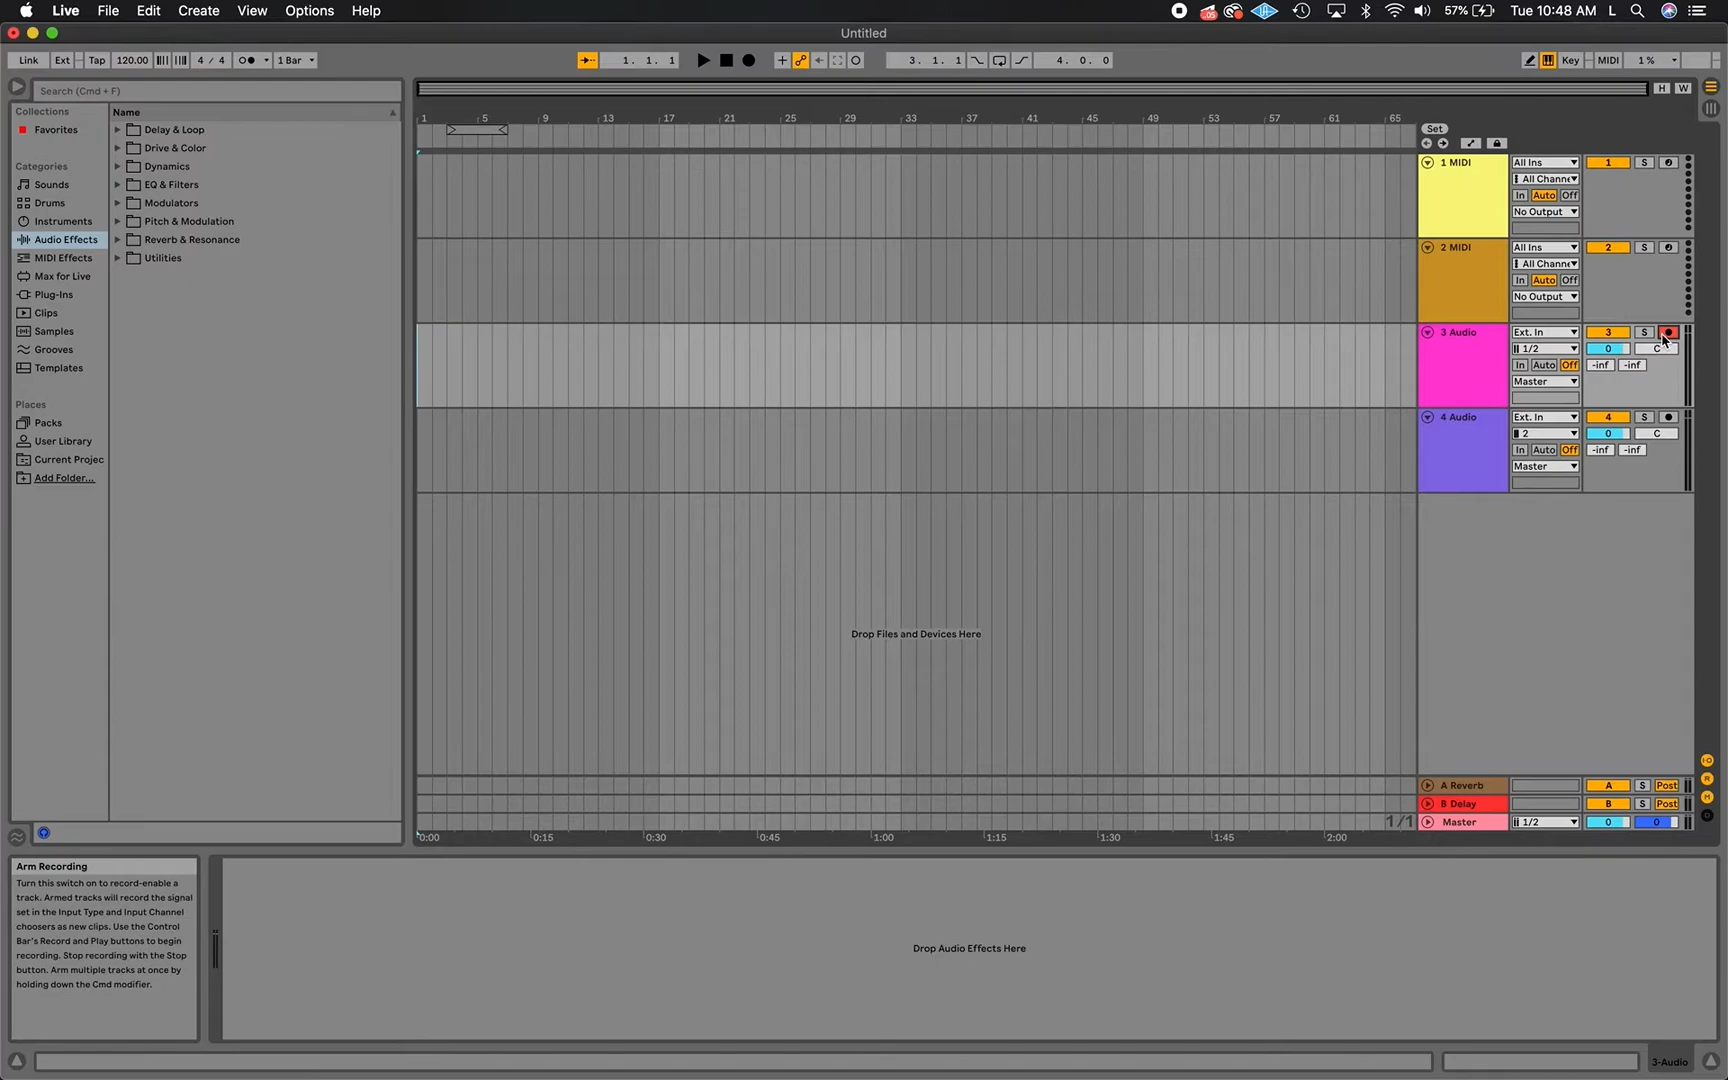 Live File Edit Create View Options Help 57% Tue 10:48 AM L
Untitled
Link Ext Tap 120.00 4 / 4 1 Bar 1. 1. 1 3. 1. 1 4. 0. 0 Key MIDI 1 %
Search (Cmd + F)
H W
Collections
Favorites
Categories
Sounds
Drums
Instruments
Audio Effects
MIDI Effects
Max for Live
Plug-Ins
Clips
Samples
Grooves
Templates
Places
Packs
User Library
Current Projec
Add Folder...
Name
Delay & Loop
Drive & Color
Dynamics
EQ & Filters
Modulators
Pitch & Modulation
Reverb & Resonance
Utilities
1 5 9 13 17 21 25 29 33 37 41 45 49 53 57 61 65
Set
1 MIDI All Ins 1 S
All Channe
In Auto Off
No Output
2 MIDI All Ins 2 S
All Channe
In Auto Off
No Output
3 Audio Ext. In 3 S
1/2 0 C
In Auto Off -inf -inf
Master
4 Audio Ext. In 4 S
2 0 C
In Auto Off -inf -inf
Master
Drop Files and Devices Here
A Reverb A S Post
B Delay B S Post
1/1 Master 1/2 0 0
0:00 0:15 0:30 0:45 1:00 1:15 1:30 1:45 2:00
I·O
R
M
D
Arm Recording
Turn this switch on to record-enable a
track. Armed tracks will record the signal
set in the Input Type and Input Channel
choosers as new clips. Use the Control
Bar's Record and Play buttons to begin
recording. Stop recording with the Stop
button. Arm multiple tracks at once by
holding down the Cmd modifier.
Drop Audio Effects Here
3-Audio